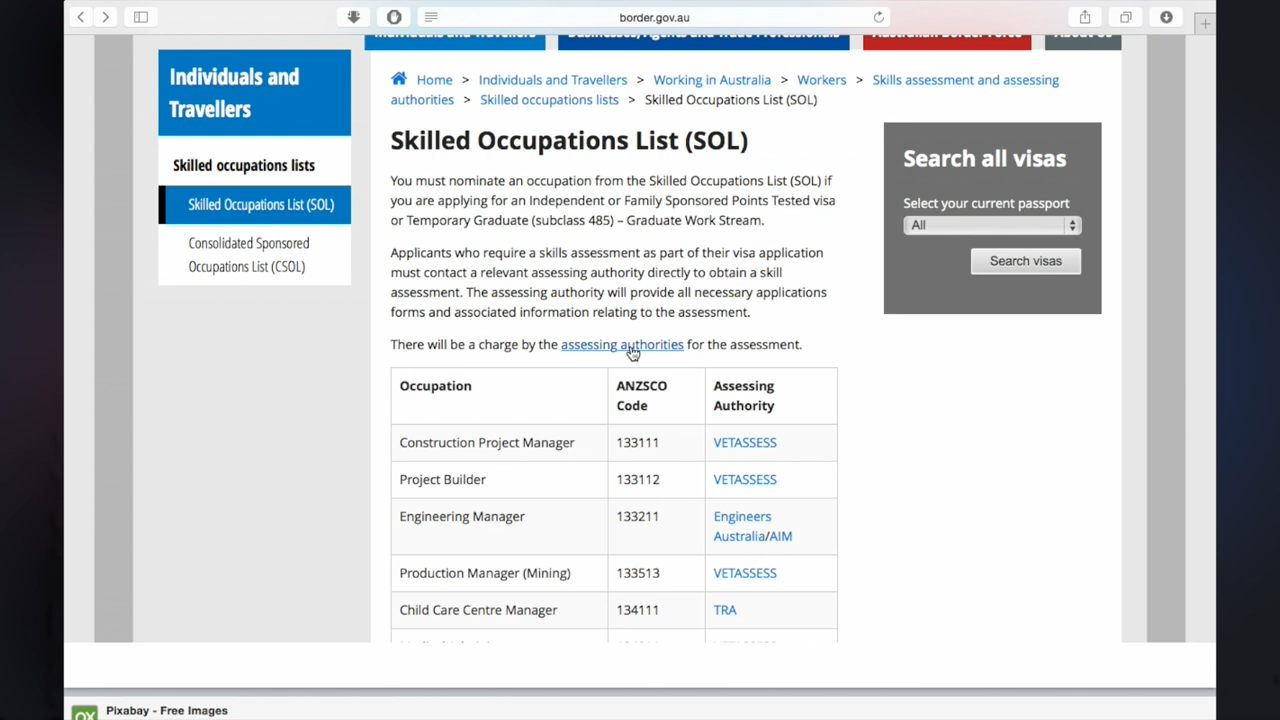 border.gov.au
Individuals and
Travellers
Skilled occupations lists
Skilled Occupations List (SOL)
Consolidated Sponsored
Occupations List (CSOL)
Home > Individuals and Travellers > Working in Australia > Workers > Skills assessment and assessing
authorities > Skilled occupations lists > Skilled Occupations List (SOL)
Skilled Occupations List (SOL)
You must nominate an occupation from the Skilled Occupations List (SOL) if
you are applying for an Independent or Family Sponsored Points Tested visa
or Temporary Graduate (subclass 485) – Graduate Work Stream.
Applicants who require a skills assessment as part of their visa application
must contact a relevant assessing authority directly to obtain a skill
assessment. The assessing authority will provide all necessary applications
forms and associated information relating to the assessment.
There will be a charge by the assessing authorities for the assessment.
Occupation ANZSCO Code Assessing Authority
Construction Project Manager 133111 VETASSESS
Project Builder 133112 VETASSESS
Engineering Manager 133211 Engineers
Australia/AIM
Production Manager (Mining) 133513 VETASSESS
Child Care Centre Manager 134111 TRA
Search all visas
Select your current passport
All
Search visas
Pixabay - Free Images